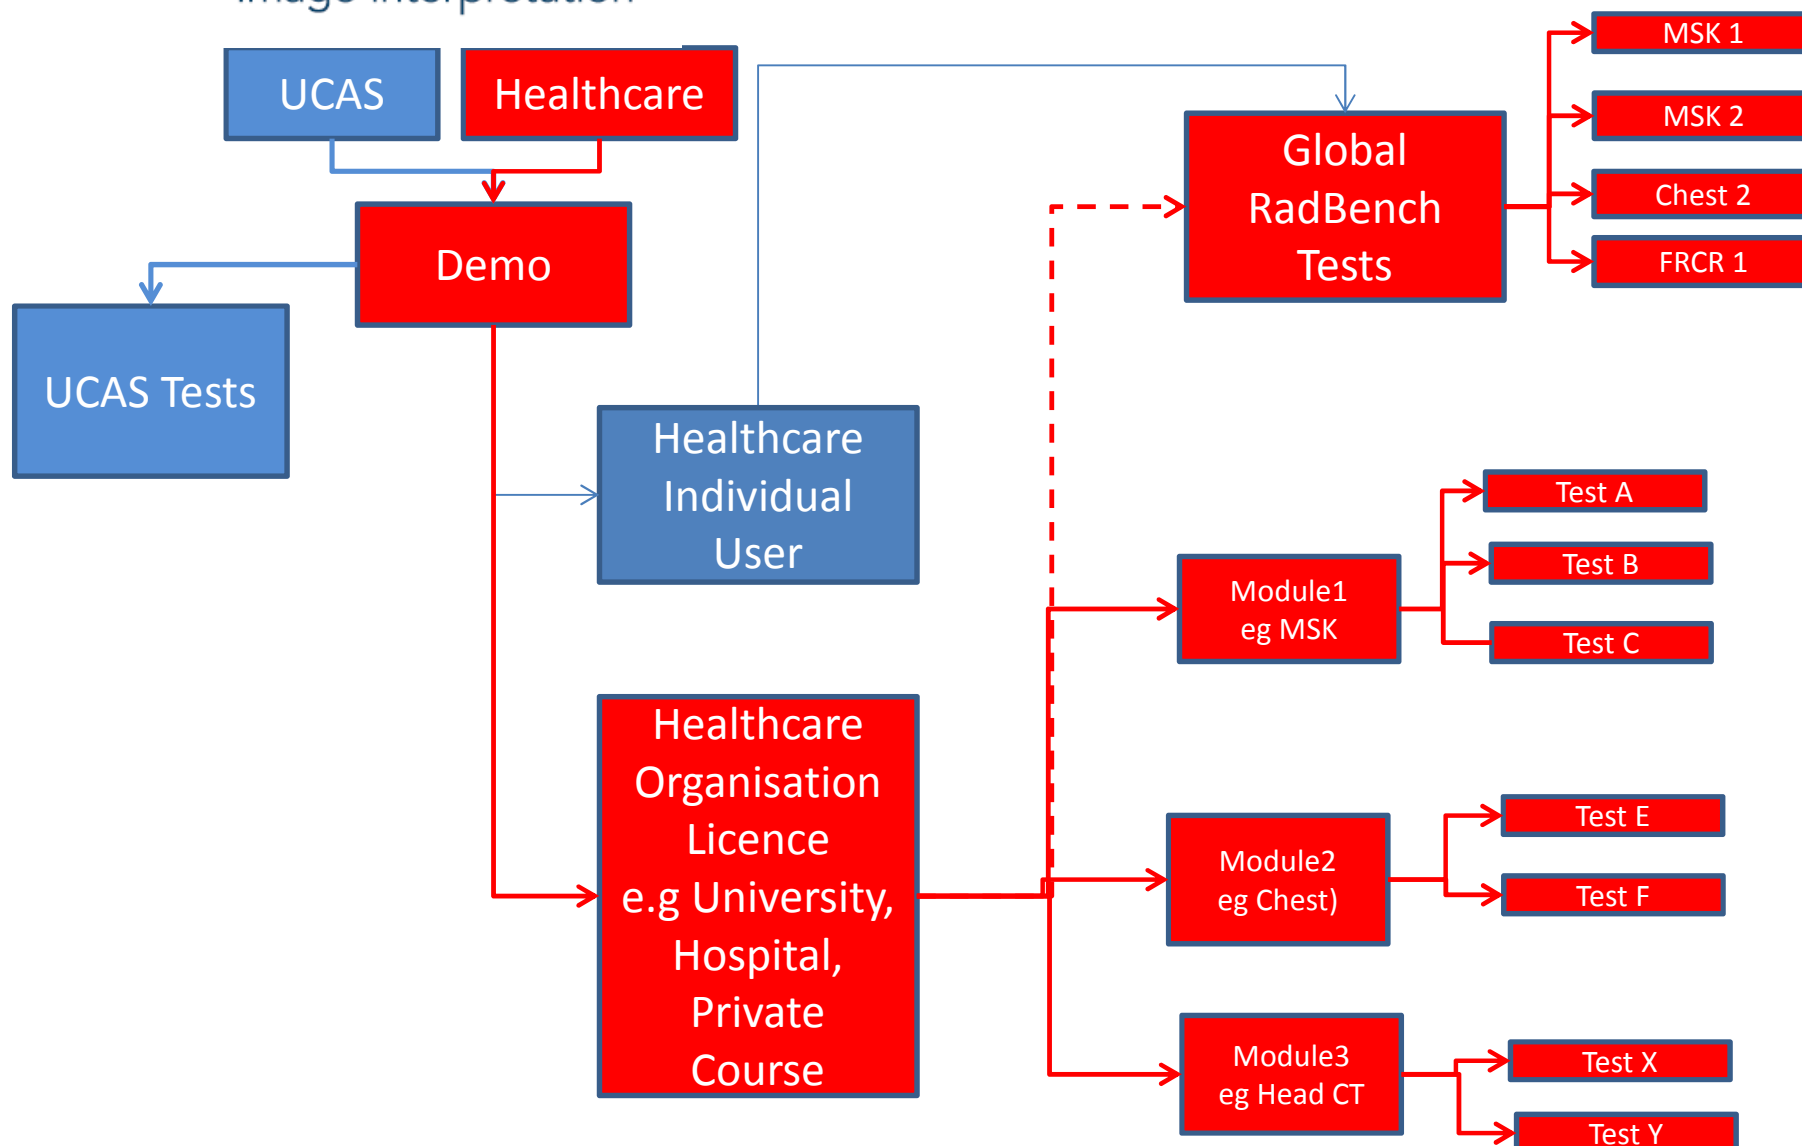 Image Interpretation
UCAS
Healthcare
Demo
UCAS Tests
Healthcare
Individual
User
Healthcare
Organisation
Licence
e.g University,
Hospital,
Private
Course
Global
RadBench
Tests
MSK 1
MSK 2
Chest 2
FRCR 1
Module1
eg MSK
Test A
Test B
Test C
Module2
eg Chest)
Test E
Test F
Module3
eg Head CT
Test X
Test Y